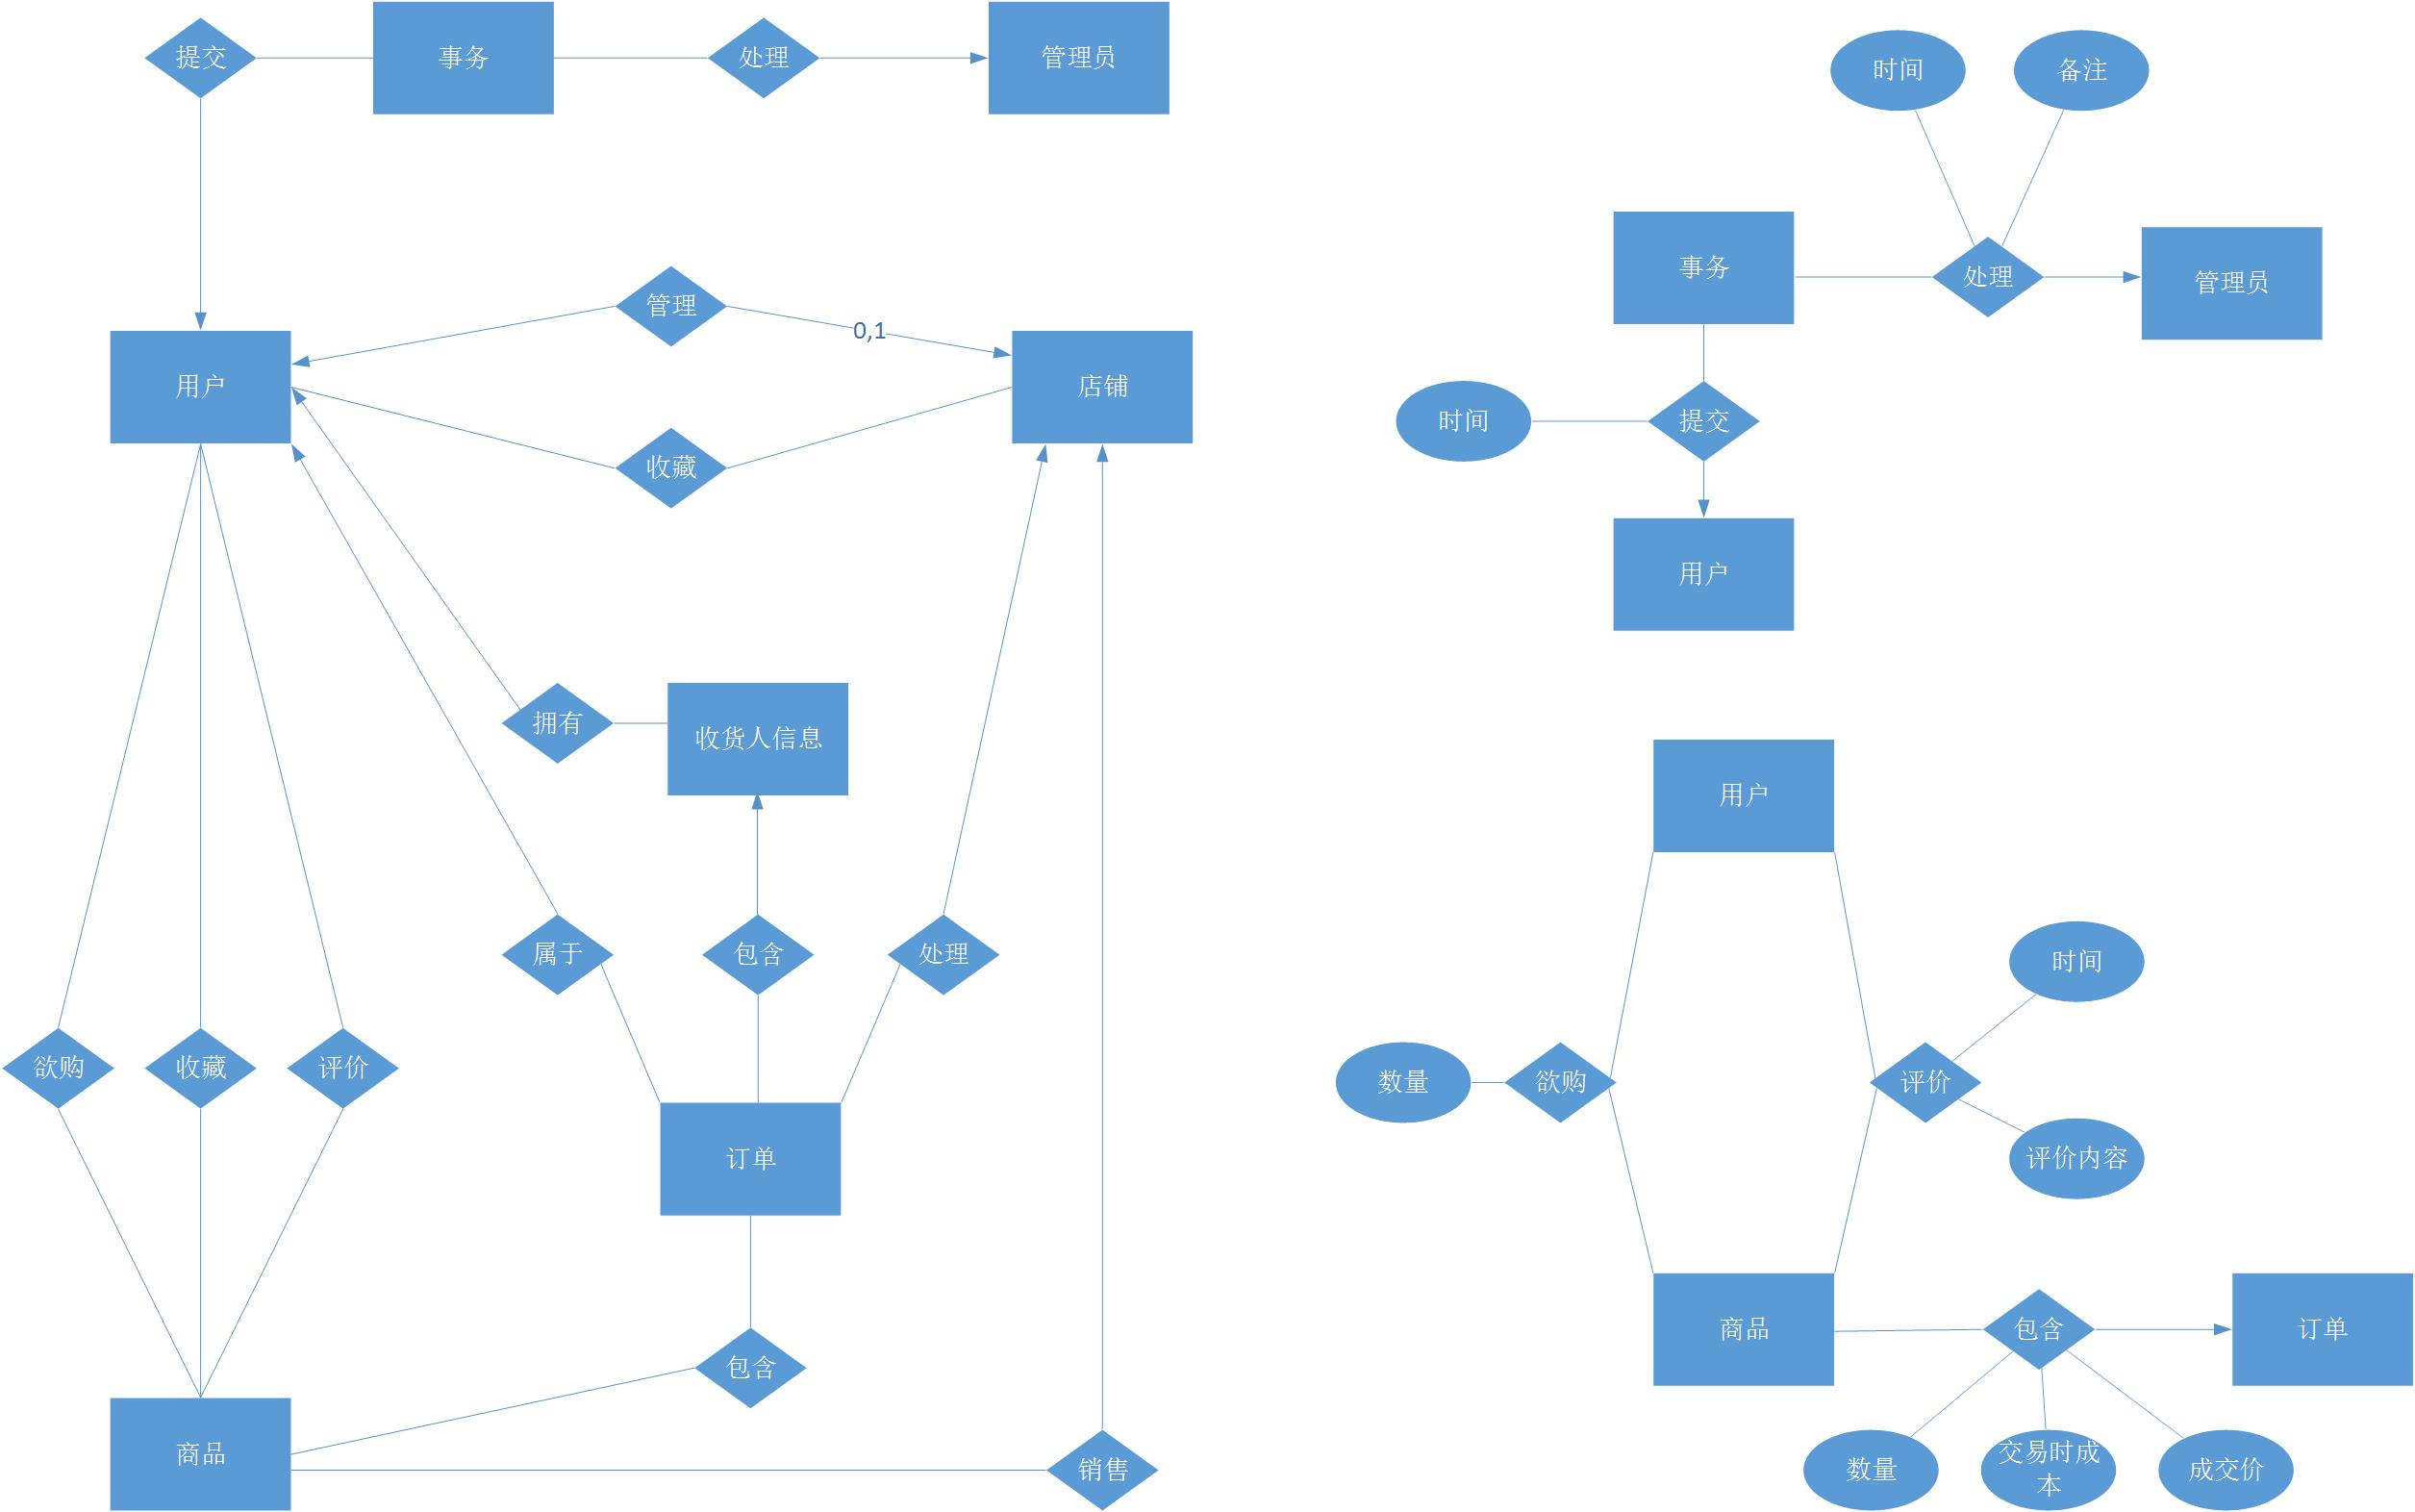 提交
事务
处理
管理员
管理
0,1
用户
店铺
收藏
拥有
收货人信息
属于
包含
处理
欲购
收藏
评价
订单
包含
商品
销售
时间
备注
事务
处理
管理员
时间
提交
用户
用户
时间
数量
欲购
评价
评价内容
商品
包含
订单
数量
交易时成
本
成交价